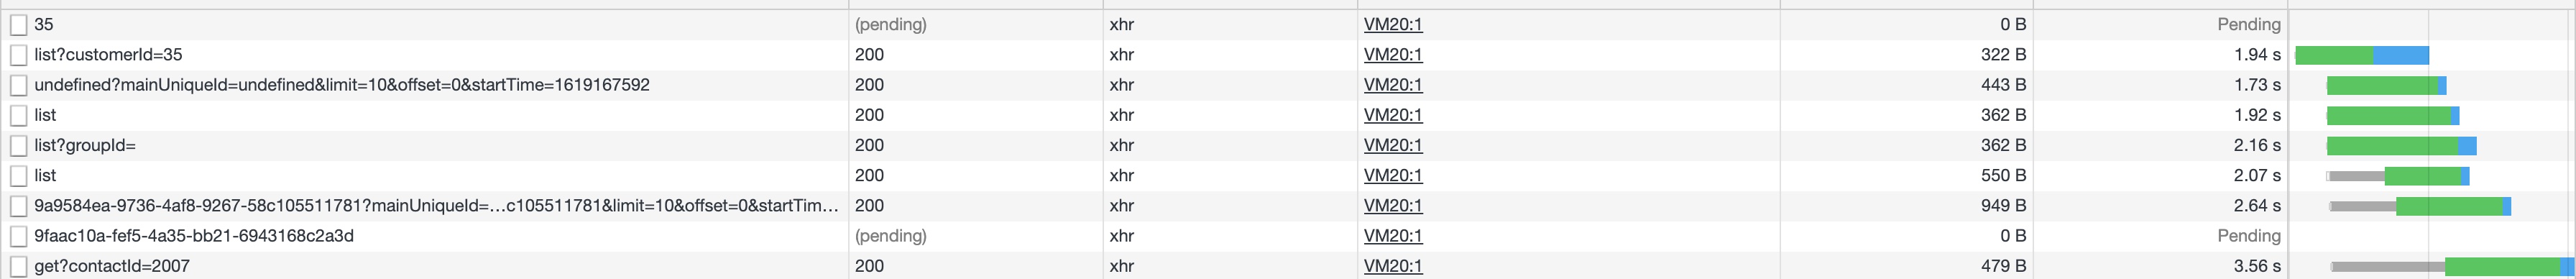 35 (pending) xhr VM20:1 0 B Pending
list?customerId=35 200 xhr VM20:1 322 B 1.94 s
undefined?mainUniqueId=undefined&limit=10&offset=0&startTime=1619167592 200 xhr VM20:1 443 B 1.73 s
list 200 xhr VM20:1 362 B 1.92 s
list?groupId= 200 xhr VM20:1 362 B 2.16 s
list 200 xhr VM20:1 550 B 2.07 s
9a9584ea-9736-4af8-9267-58c105511781?mainUniqueId=…c105511781&limit=10&offset=0&startTim… 200 xhr VM20:1 949 B 2.64 s
9faac10a-fef5-4a35-bb21-6943168c2a3d (pending) xhr VM20:1 0 B Pending
get?contactId=2007 200 xhr VM20:1 479 B 3.56 s